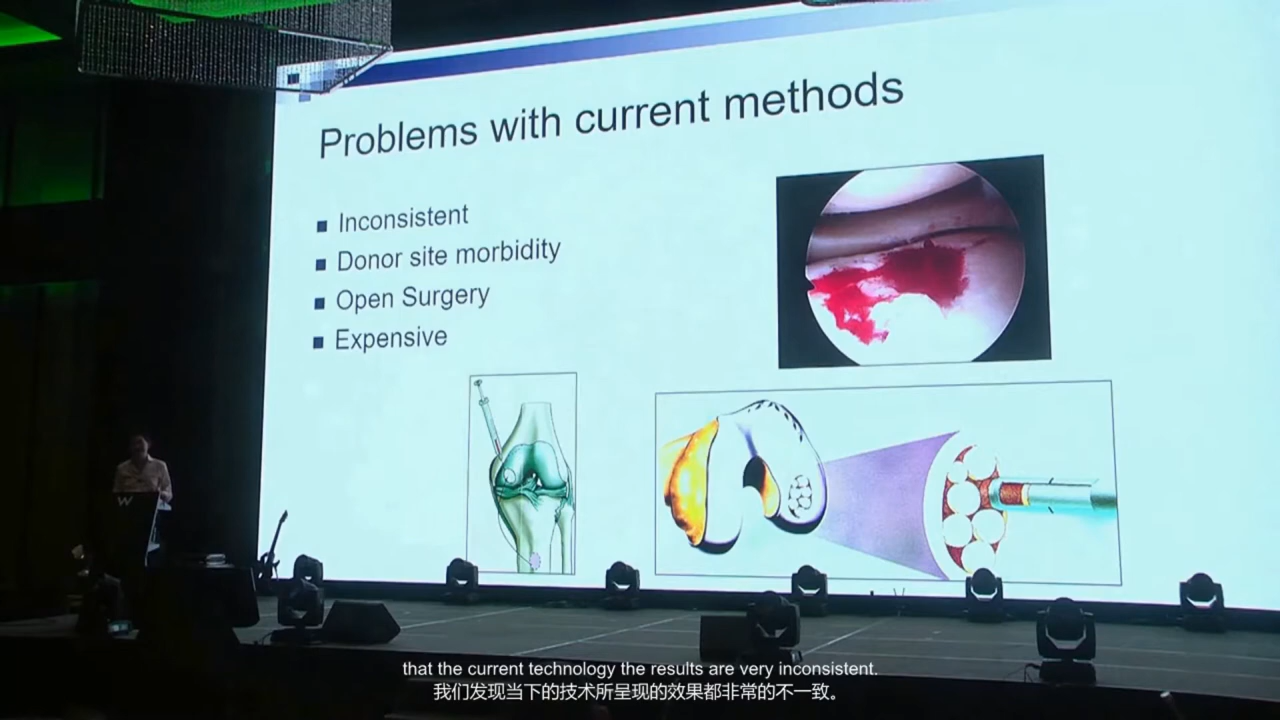 Problems with current methods
Inconsistent
Donor site morbidity
Open Surgery
Expensive
W
that the current technology the results are very inconsistent.
我们发现当下的技术所呈现的效果都非常的不一致。